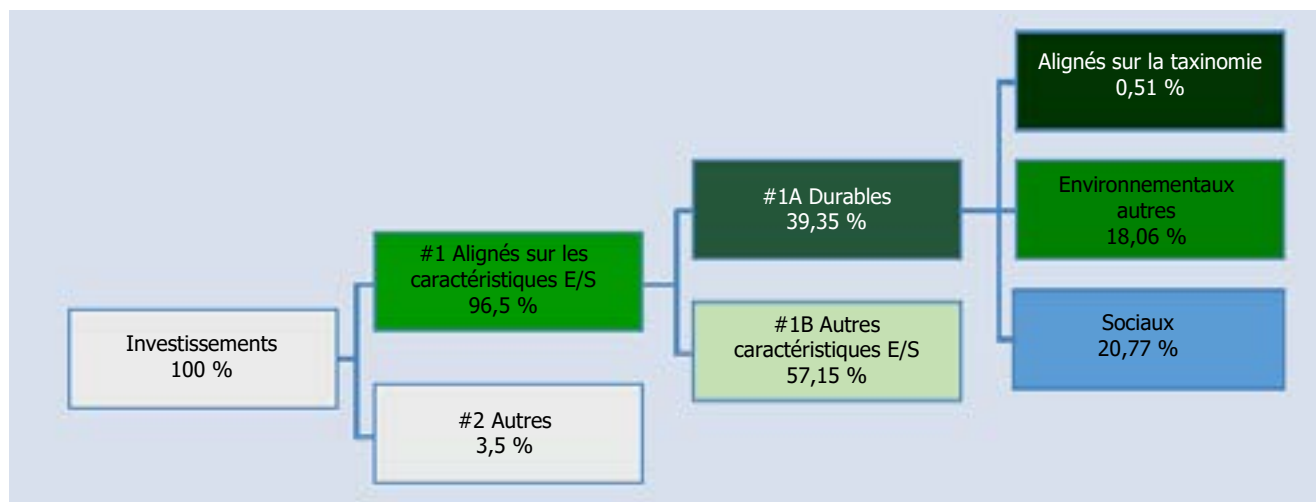 Investissements
100 %
#1 Alignés sur les
caractéristiques E/S
96,5 %
#2 Autres
3,5 %
#1A Durables
39,35 %
#1B Autres
caractéristiques E/S
57,15 %
Alignés sur la taxinomie
0,51 %
Environnementaux
autres
18,06 %
Sociaux
20,77 %